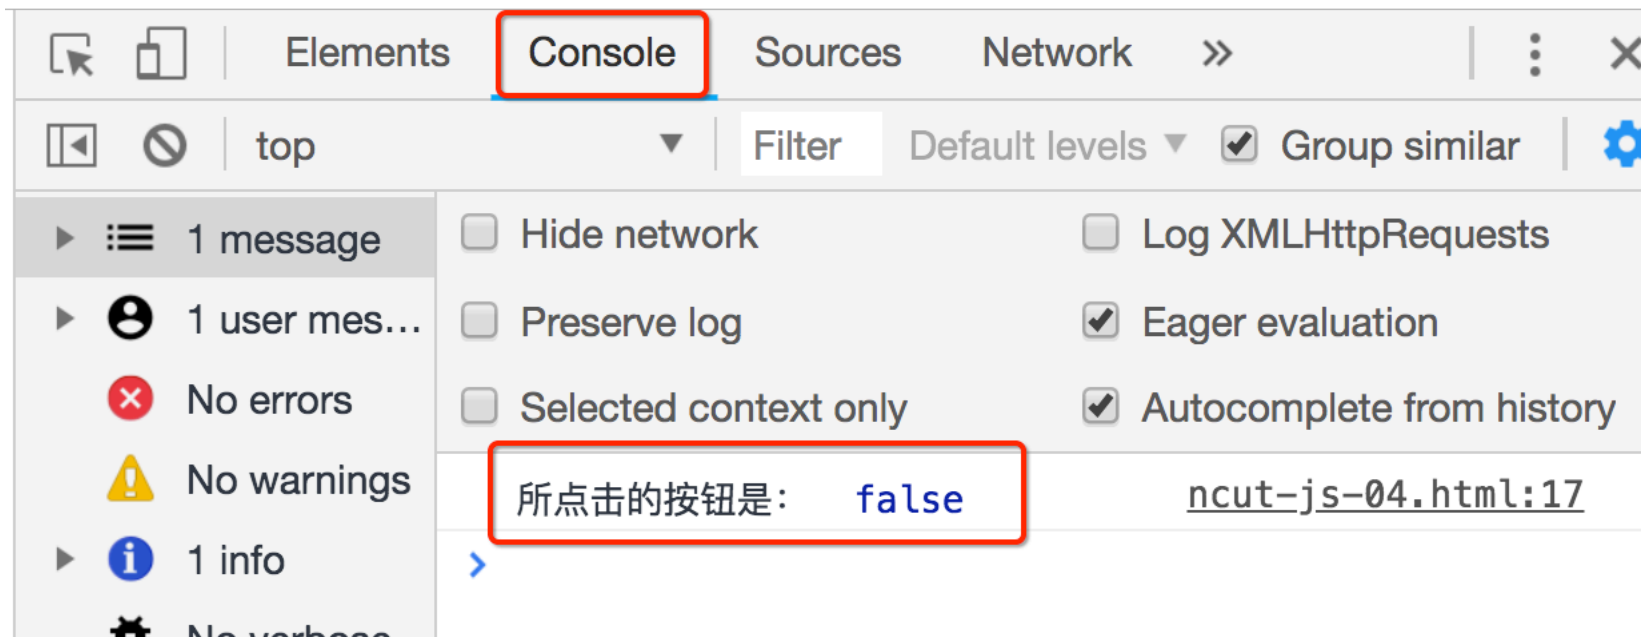 Elements Console Sources Network »
top Filter Default levels Group similar
1 message
Hide network Log XMLHttpRequests
1 user mes...
Preserve log Eager evaluation
No errors
Selected context only Autocomplete from history
No warnings
所点击的按钮是： false ncut-js-04.html:17
1 info
No verbose